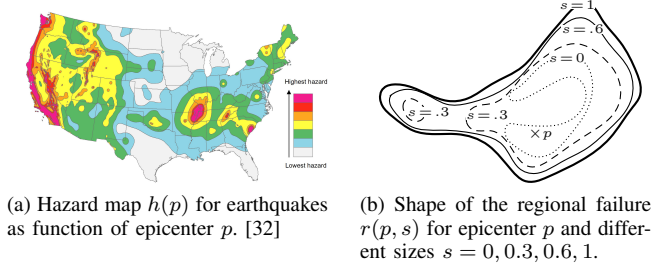 Highest hazard
Lowest hazard
(a) Hazard map h(p) for earthquakes
as function of epicenter p. [32]
s = 1
s = .6
s = 0
s = .3
s = .3
×p
(b) Shape of the regional failure
r(p, s) for epicenter p and differ-
ent sizes s = 0, 0.3, 0.6, 1.